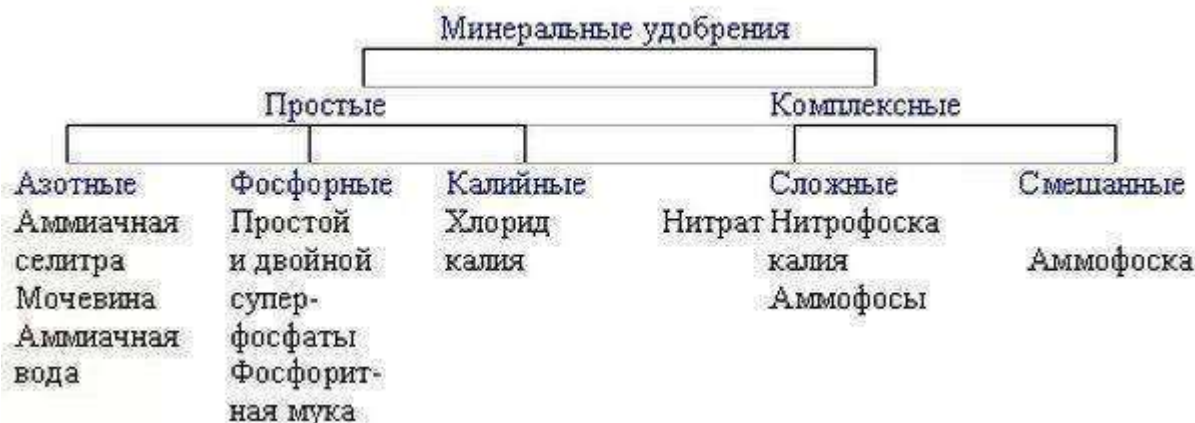 Минеральные удобрения
Простые Комплексные
Азотные Фосфорные Калийные Сложные Смешанные
Аммиачная Простой Хлорид Нитрат Нитрофоска
селитра и двойной калия калия Аммофоска
Мочевина супер- Аммофосы
Аммиачная фосфаты
вода Фосфорит-
ная мука